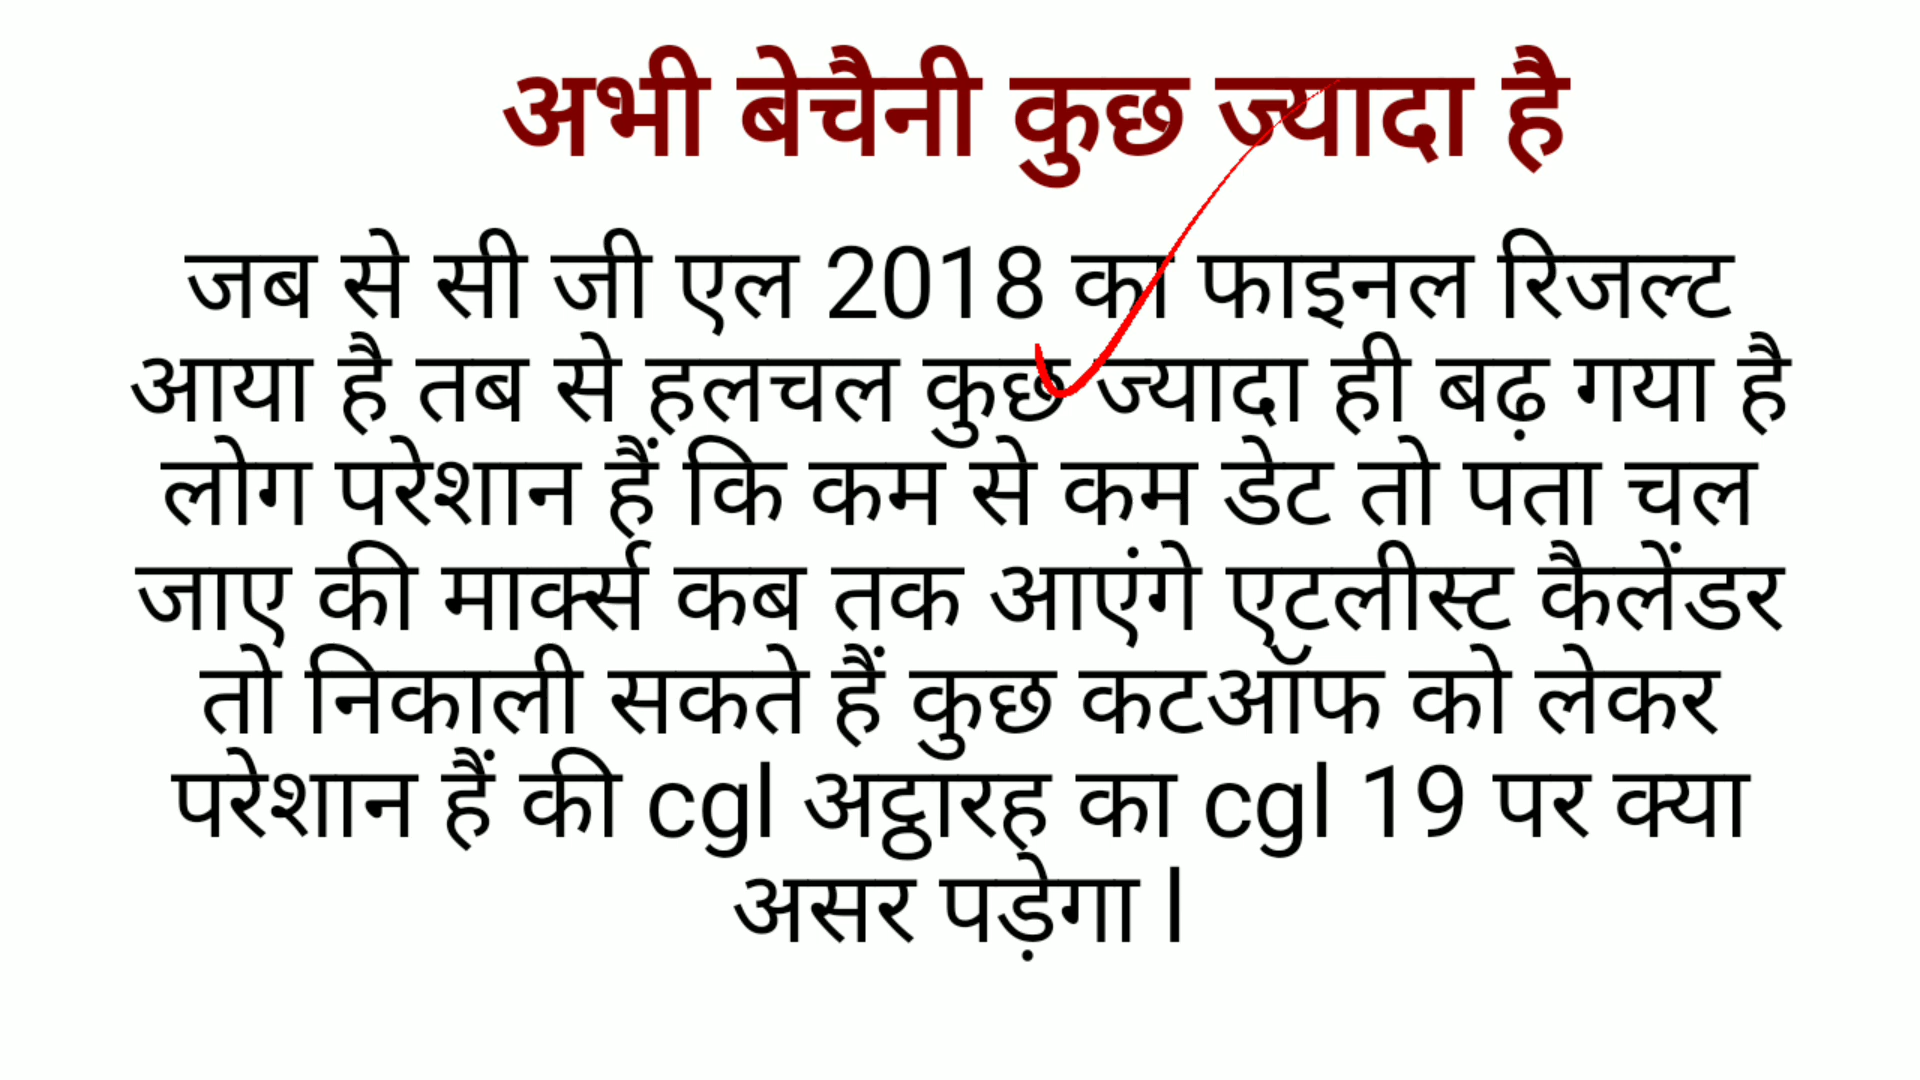 अभी बेचैनी कुछ ज्यादा है
जब से सी जी एल 2018 का फाइनल रिजल्ट
आया है तब से हलचल कुछ ज्यादा ही बढ़ गया है
लोग परेशान हैं कि कम से कम डेट तो पता चल
जाए की मार्क्स कब तक आएंगे एटलीस्ट कैलेंडर
तो निकाली सकते हैं कुछ कटऑफ को लेकर
परेशान हैं की cgl अट्ठारह का cgl 19 पर क्या
असर पड़ेगा l